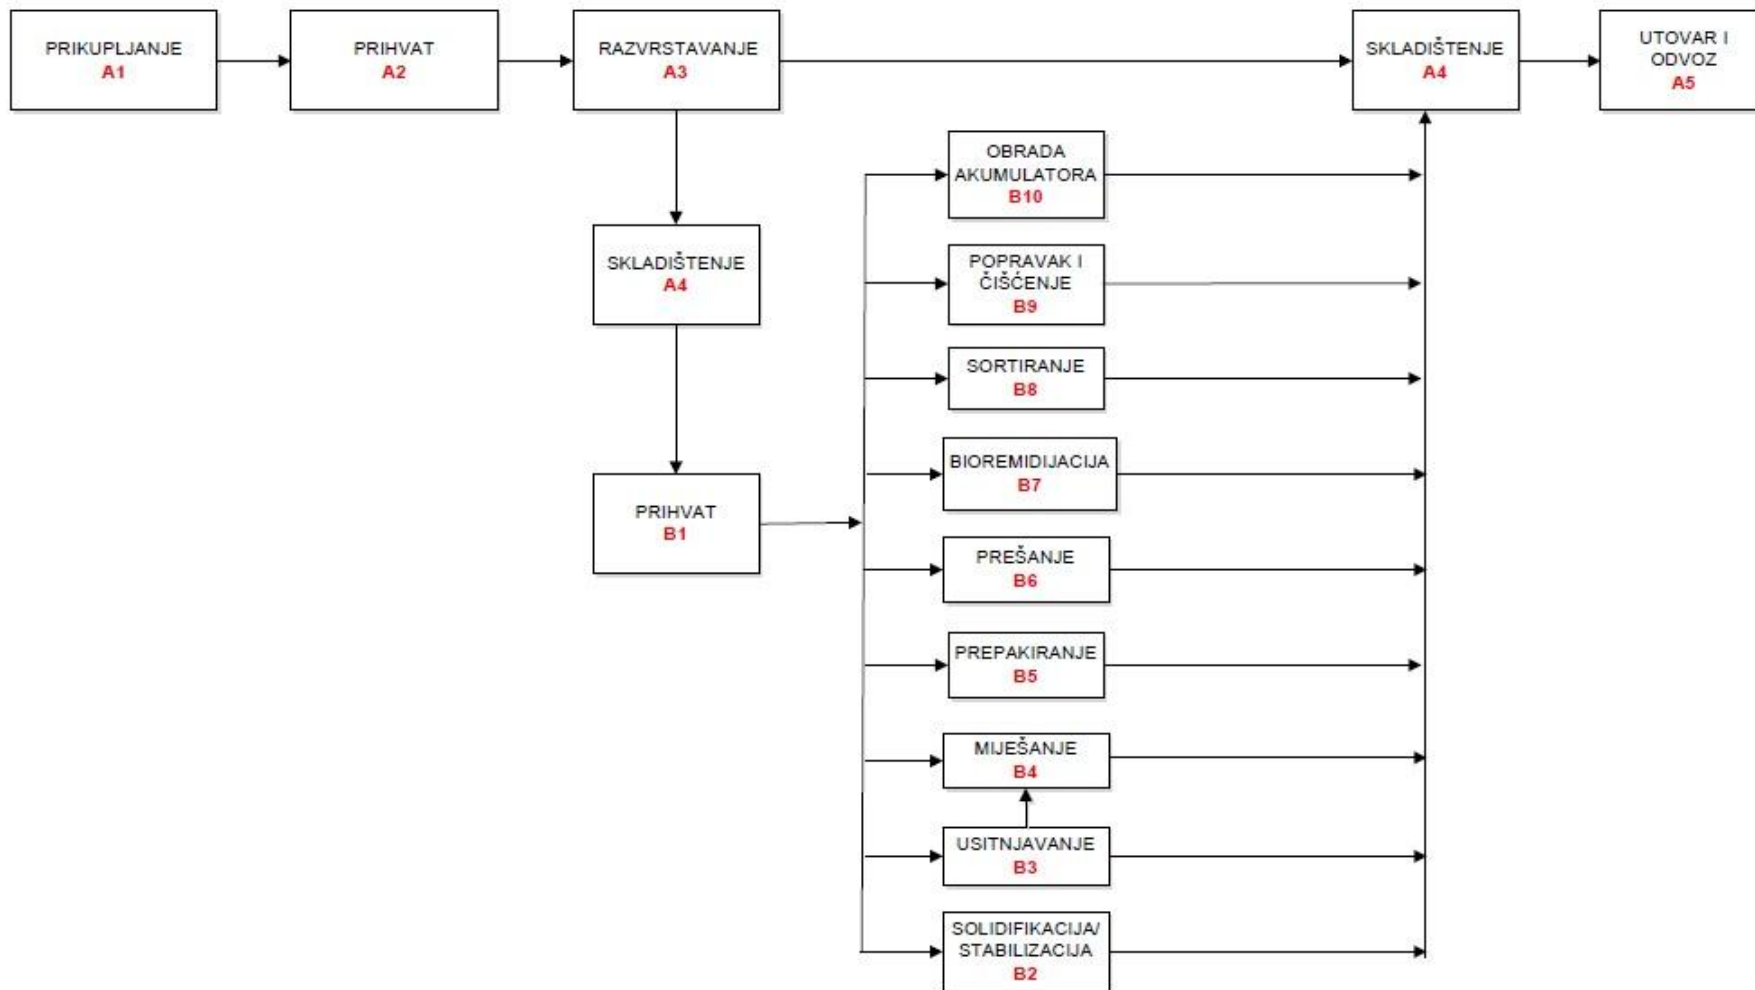 PRIKUPLJANJE
A1
PRIHVAT
A2
RAZVRSTAVANJE
A3
SKLADIŠTENJE
A4
UTOVAR I
ODVOZ
A5
OBRADA
AKUMULATORA
B10
SKLADIŠTENJE
A4
POPRAVAK I
ČIŠĆENJE
B9
SORTIRANJE
B8
BIOREMIDIJACIJA
B7
PRIHVAT
B1
PREŠANJE
B6
PREPAKIRANJE
B5
MIJEŠANJE
B4
USITNJAVANJE
B3
SOLIDIFIKACIJA/
STABILIZACIJA
B2